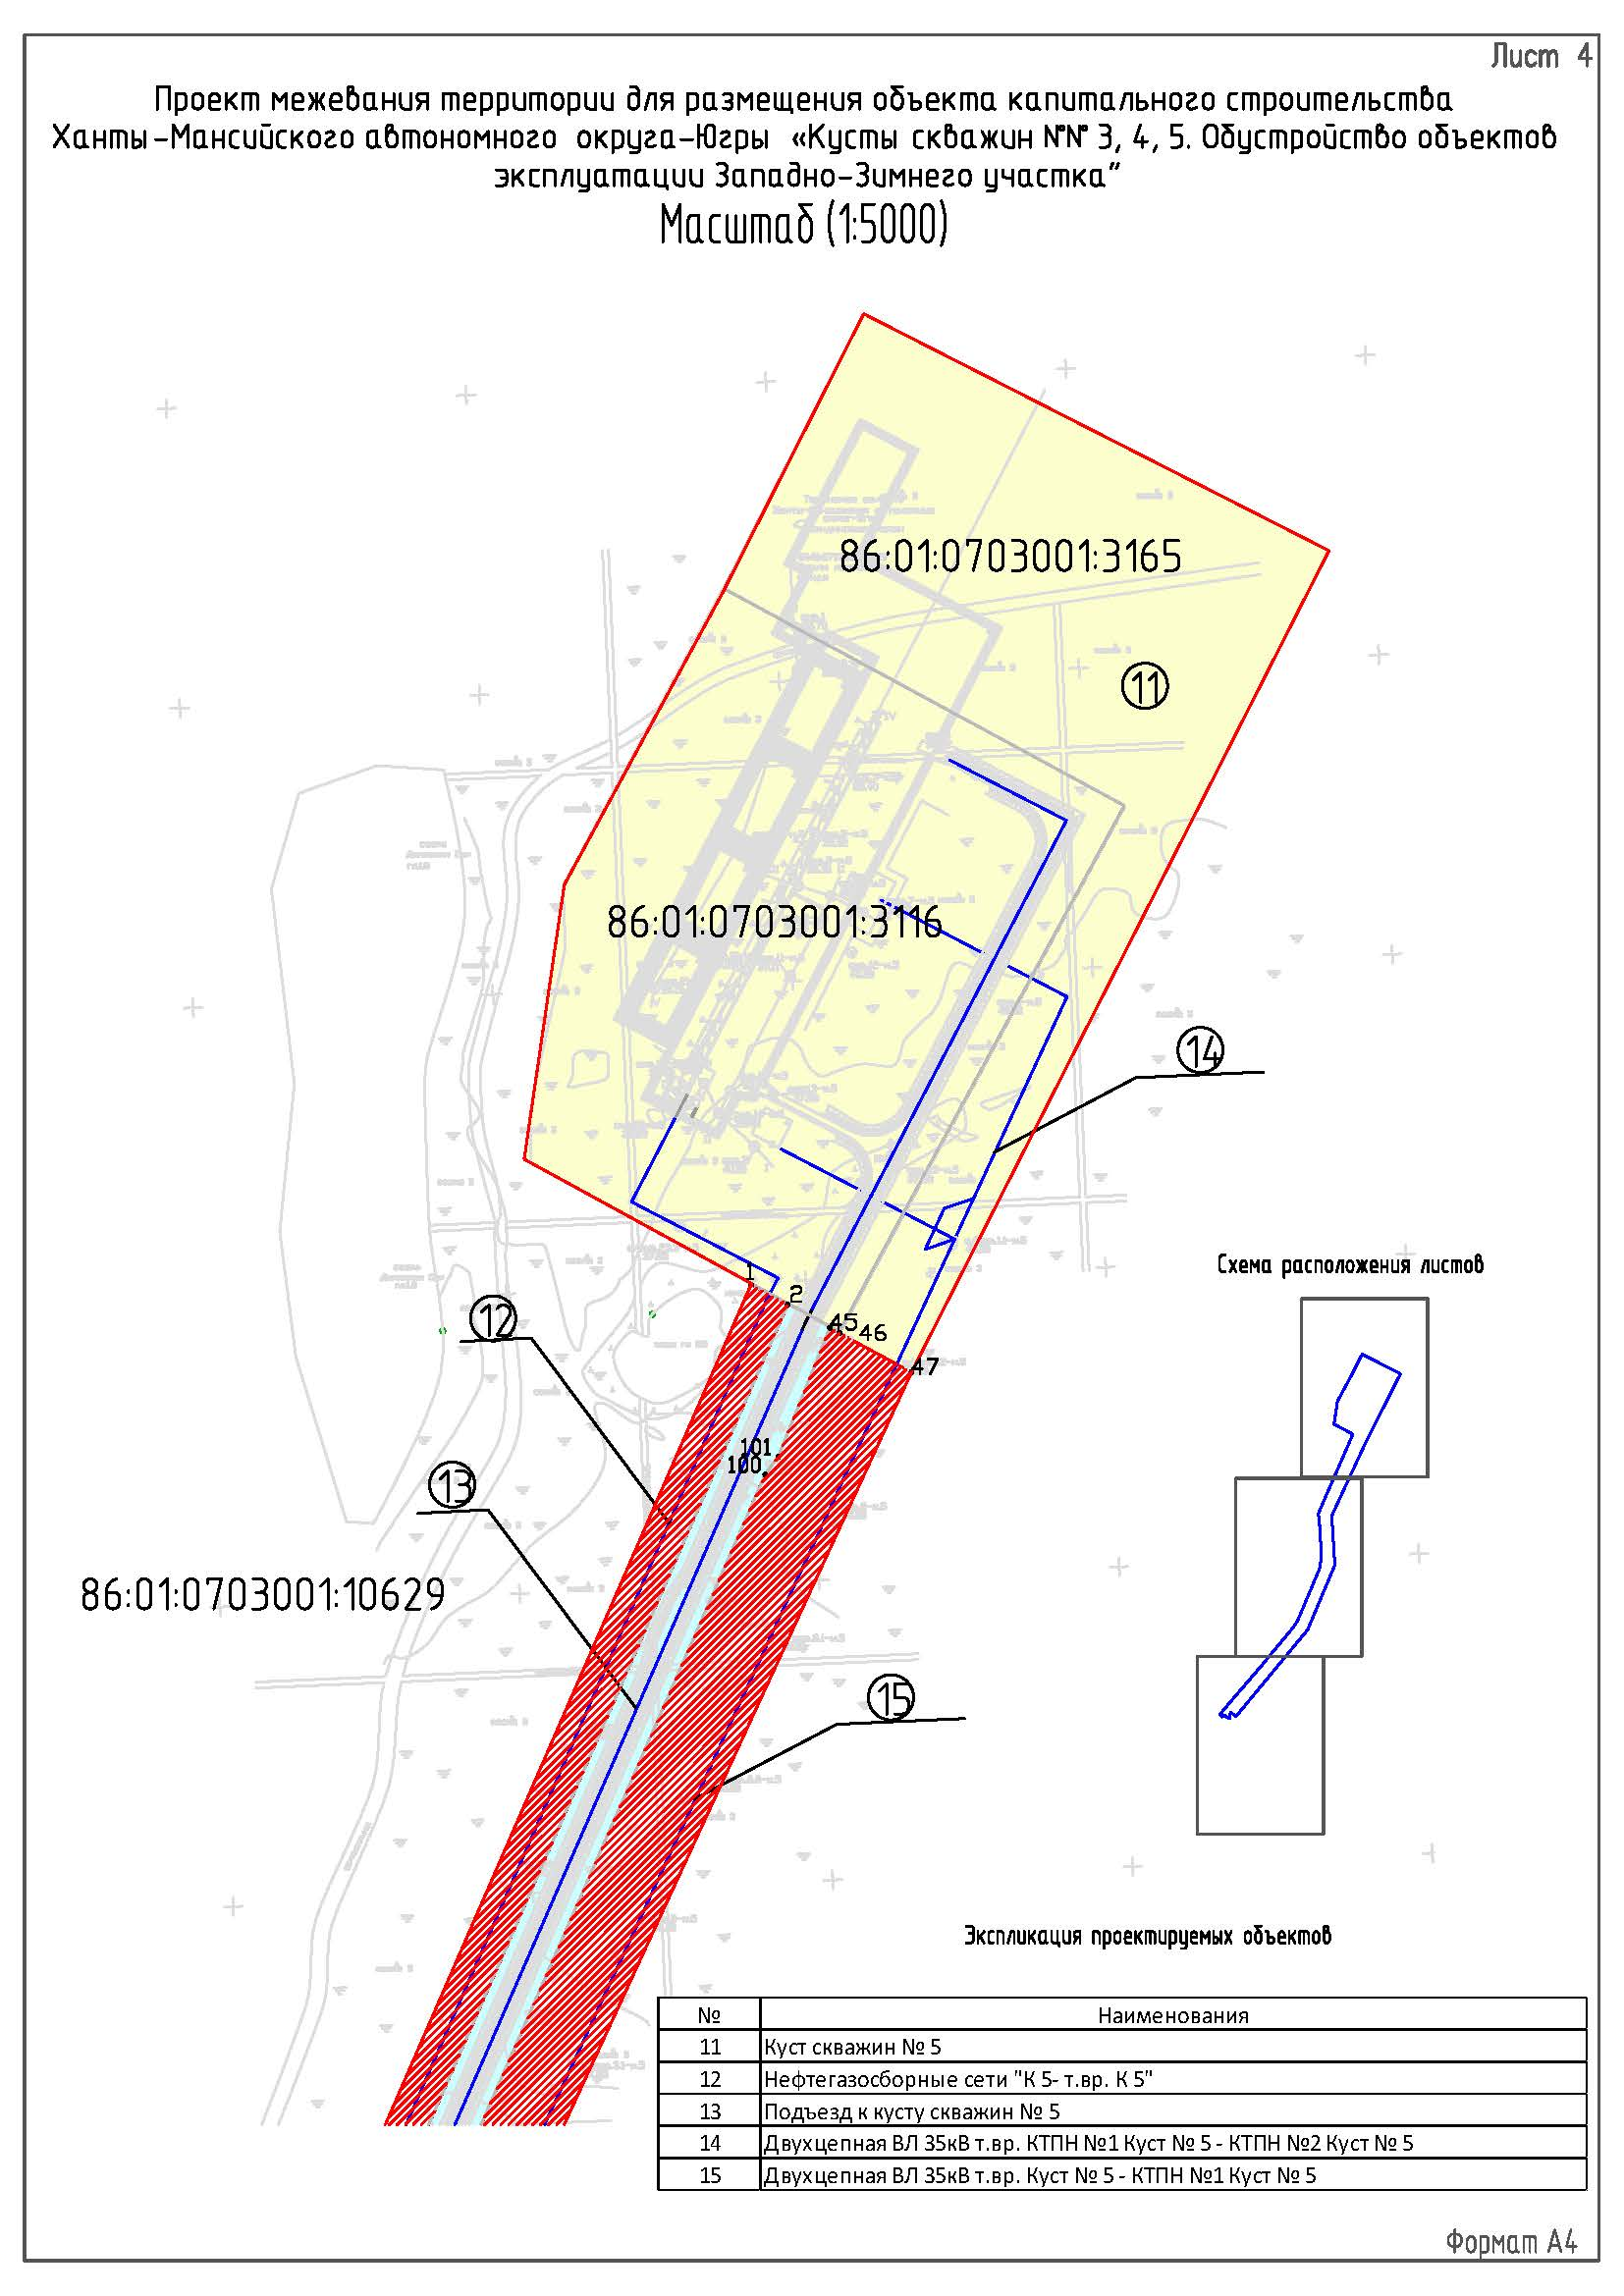 Лист 4
Проект межевания территории для размещения объекта капитального строительства
Ханты-Мансийского автономного округа-Югры «Кусты скважин №№ 3, 4, 5. Обустройство объектов
эксплуатации Западно-Зимнего участка”
Масштаб (1:5000)
86:01:0703001:3165
11
86:01:0703001:3116
14
1
2
45
46
47
12
101
100
13
86:01:0703001:10629
15
Схема расположения листов
Экспликация проектируемых объектов
№ Наименования
11 Куст скважин № 5
12 Нефтегазосборные сети "К 5- т.вр. К 5"
13 Подъезд к кусту скважин № 5
14 Двухцепная ВЛ 35кВ т.вр. КТПН №1 Куст № 5 - КТПН №2 Куст № 5
15 Двухцепная ВЛ 35кВ т.вр. Куст № 5 - КТПН №1 Куст № 5
Формат А4